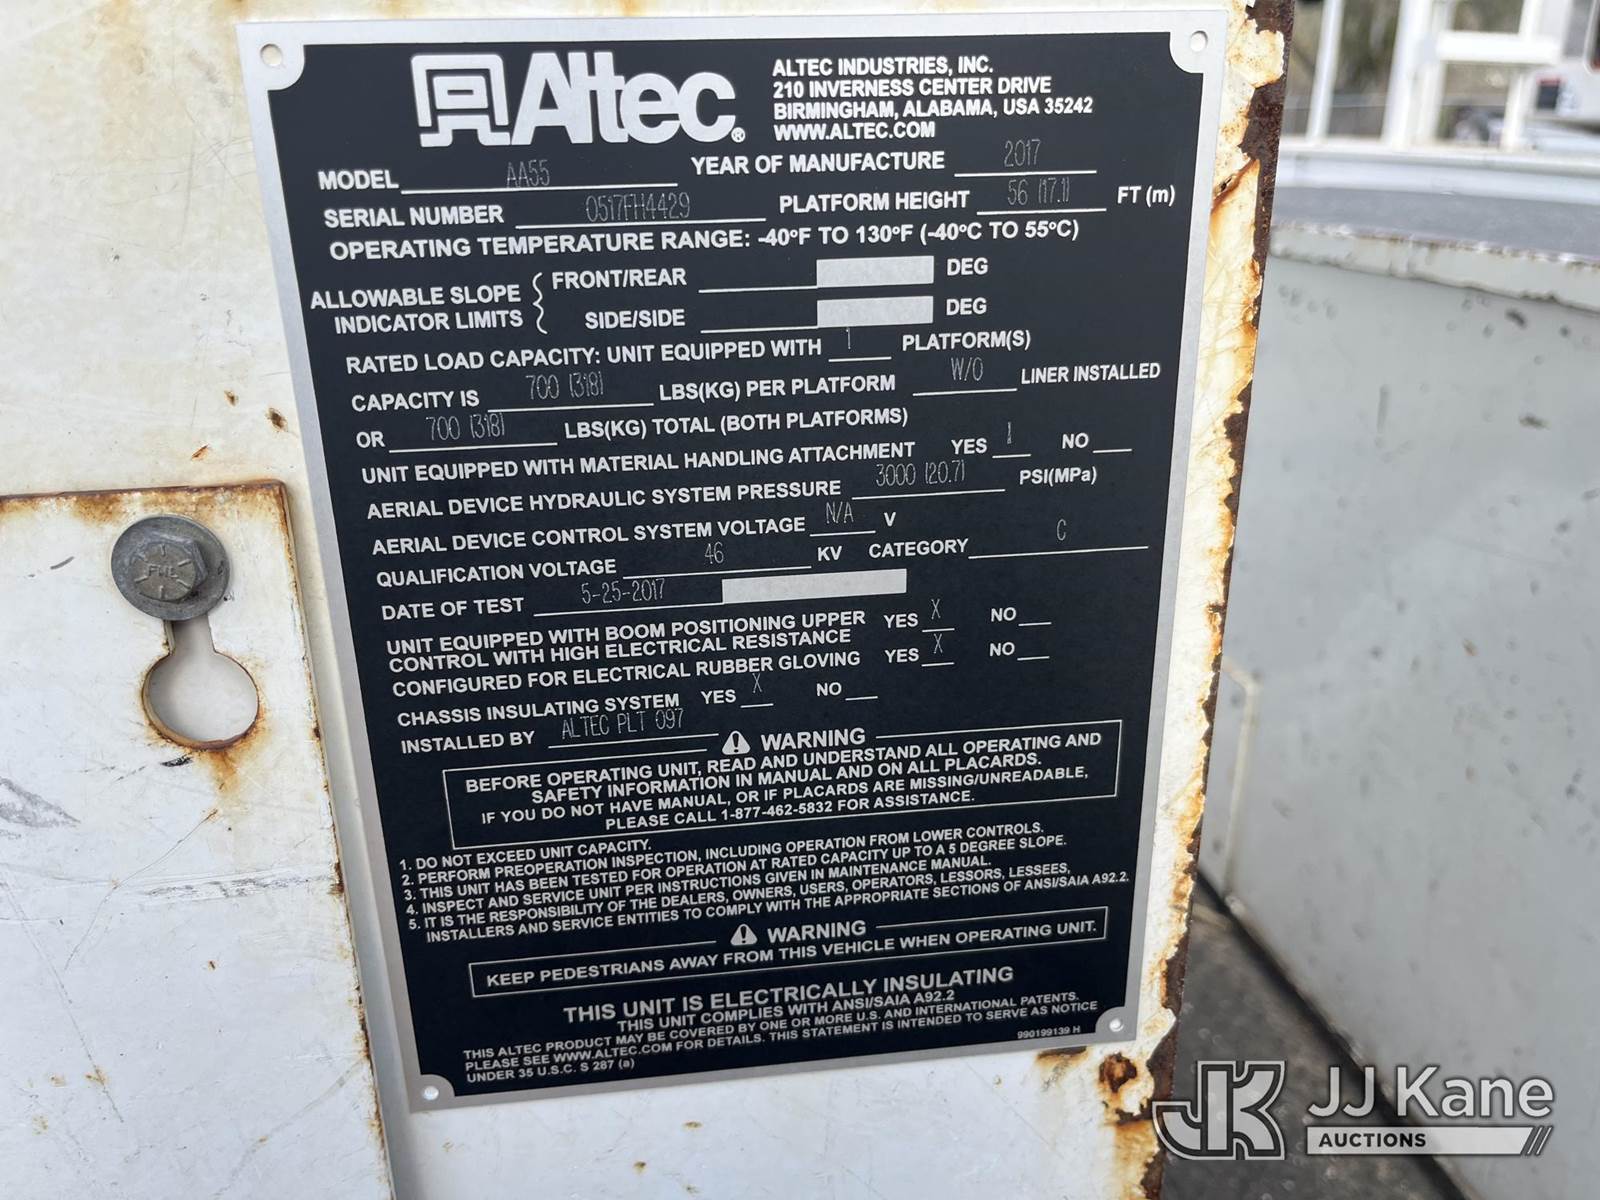 Altec®
ALTEC INDUSTRIES, INC.
210 INVERNESS CENTER DRIVE
BIRMINGHAM, ALABAMA, USA 35242
WWW.ALTEC.COM
MODEL AA55 YEAR OF MANUFACTURE 2017
SERIAL NUMBER 0517FH4429 PLATFORM HEIGHT 56 (17.1) FT (m)
OPERATING TEMPERATURE RANGE: -40°F TO 130°F (-40°C TO 55°C)
ALLOWABLE SLOPE INDICATOR LIMITS { FRONT/REAR DEG
SIDE/SIDE DEG
RATED LOAD CAPACITY: UNIT EQUIPPED WITH 1 PLATFORM(S)
CAPACITY IS 700 (318) LBS(KG) PER PLATFORM W/O LINER INSTALLED
OR 700 (318) LBS(KG) TOTAL (BOTH PLATFORMS)
UNIT EQUIPPED WITH MATERIAL HANDLING ATTACHMENT YES NO
AERIAL DEVICE HYDRAULIC SYSTEM PRESSURE 3000 (20.7) PSI(MPa)
AERIAL DEVICE CONTROL SYSTEM VOLTAGE N/A V
QUALIFICATION VOLTAGE 46 KV CATEGORY C
DATE OF TEST 5-25-2017
UNIT EQUIPPED WITH BOOM POSITIONING UPPER
CONTROL WITH HIGH ELECTRICAL RESISTANCE YES X NO
CONFIGURED FOR ELECTRICAL RUBBER GLOVING YES X NO
CHASSIS INSULATING SYSTEM YES X NO
INSTALLED BY ALTEC PLT 097
WARNING
BEFORE OPERATING UNIT, READ AND UNDERSTAND ALL OPERATING AND
SAFETY INFORMATION IN MANUAL AND ON ALL PLACARDS.
IF YOU DO NOT HAVE MANUAL, OR IF PLACARDS ARE MISSING/UNREADABLE,
PLEASE CALL 1-877-462-5832 FOR ASSISTANCE.
1. DO NOT EXCEED UNIT CAPACITY.
2. PERFORM PREOPERATION INSPECTION, INCLUDING OPERATION FROM LOWER CONTROLS.
3. THIS UNIT HAS BEEN TESTED FOR OPERATION AT RATED CAPACITY UP TO A 5 DEGREE SLOPE.
4. INSPECT AND SERVICE UNIT PER INSTRUCTIONS GIVEN IN MAINTENANCE MANUAL.
5. IT IS THE RESPONSIBILITY OF THE DEALERS, OWNERS, USERS, OPERATORS, LESSORS, LESSEES,
INSTALLERS AND SERVICE ENTITIES TO COMPLY WITH THE APPROPRIATE SECTIONS OF ANSI/SAIA A92.2.
WARNING
KEEP PEDESTRIANS AWAY FROM THIS VEHICLE WHEN OPERATING UNIT.
THIS UNIT IS ELECTRICALLY INSULATING
THIS UNIT COMPLIES WITH ANSI/SAIA A92.2
THIS ALTEC PRODUCT MAY BE COVERED BY ONE OR MORE U.S. AND INTERNATIONAL PATENTS.
PLEASE SEE WWW.ALTEC.COM FOR DETAILS. THIS STATEMENT IS INTENDED TO SERVE AS NOTICE
UNDER 35 U.S.C. S 287 (a)
990199139 H
JK JJ Kane
AUCTIONS